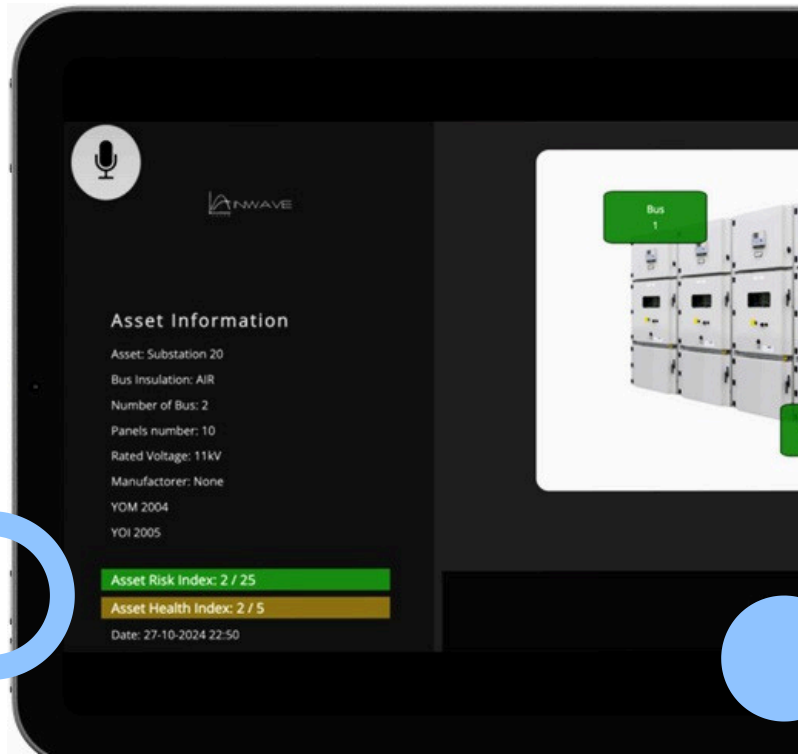 AINWAVE
Asset Information
Asset: Substation 20
Bus Insulation: AIR
Number of Bus: 2
Panels number: 10
Rated Voltage: 11kV
Manufactorer: None
YOM 2004
YOI 2005
Asset Risk Index: 2 / 25
Asset Health Index: 2 / 5
Date: 27-10-2024 22:50
Bus
1